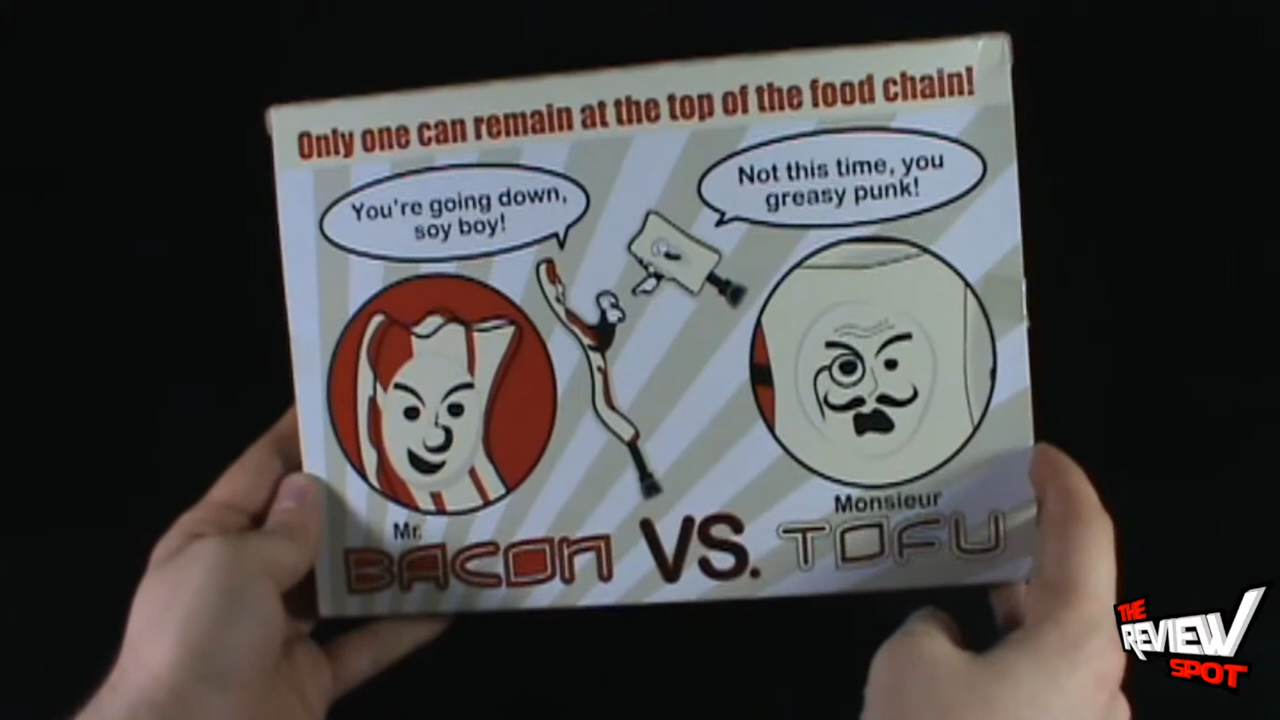 Only one can remain at the top of the food chain!
You're going down,
soy boy!
Not this time, you
greasy punk!
Mr.
BACON
VS.
Monsieur
TOFU
THE
REVIEW
SPOT